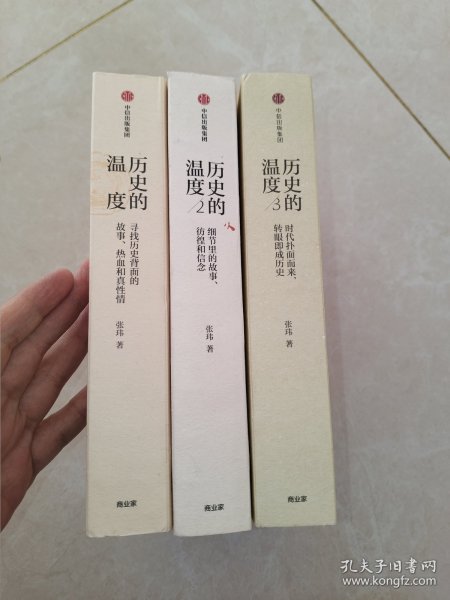 中信出版集团
历史的
温度
寻找历史背面的
故事、热血和真性情
张玮 著
商业家
中信出版集团
历史的
温度/2
细节里的故事、
彷徨和信念
张玮 著
商业家
中信出版集团
历史的
温度/3
时代扑面而来、
转眼即成历史
张玮 著
商业家
孔夫子旧书网
www.kongfz.com